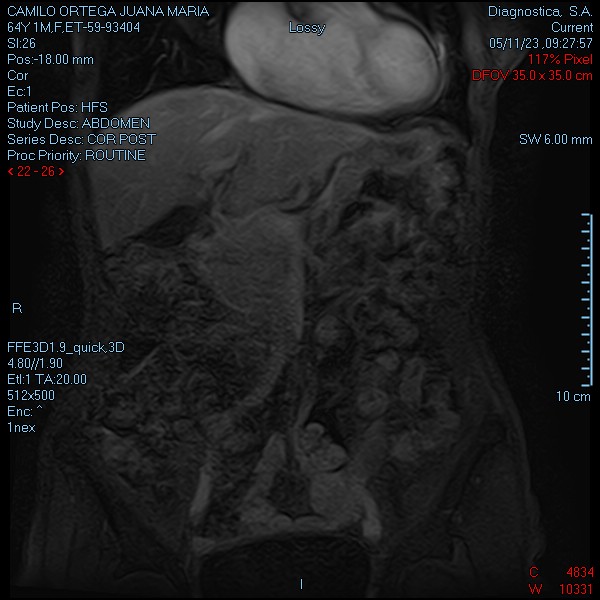 CAMILO ORTEGA JUANA MARIA
64Y 1M,F,ET-59-93404
Sl:26
Pos:-18.00 mm
Cor
Ec:1
Patient Pos: HFS
Study Desc: ABDOMEN
Series Desc: COR POST
Proc Priority: ROUTINE
< 22 - 26 >
Lossy
Diagnostica, S.A.
Current
05/11/23 ,09:27:57
117% Pixel
DFOV 35.0 x 35.0 cm
SW 6.00 mm
R
FFE3D1.9_quick,3D
4.80//1.90
Etl:1 TA:20.00
512x500
Enc: ^
1nex
10 cm
I
C 4834
W 10331